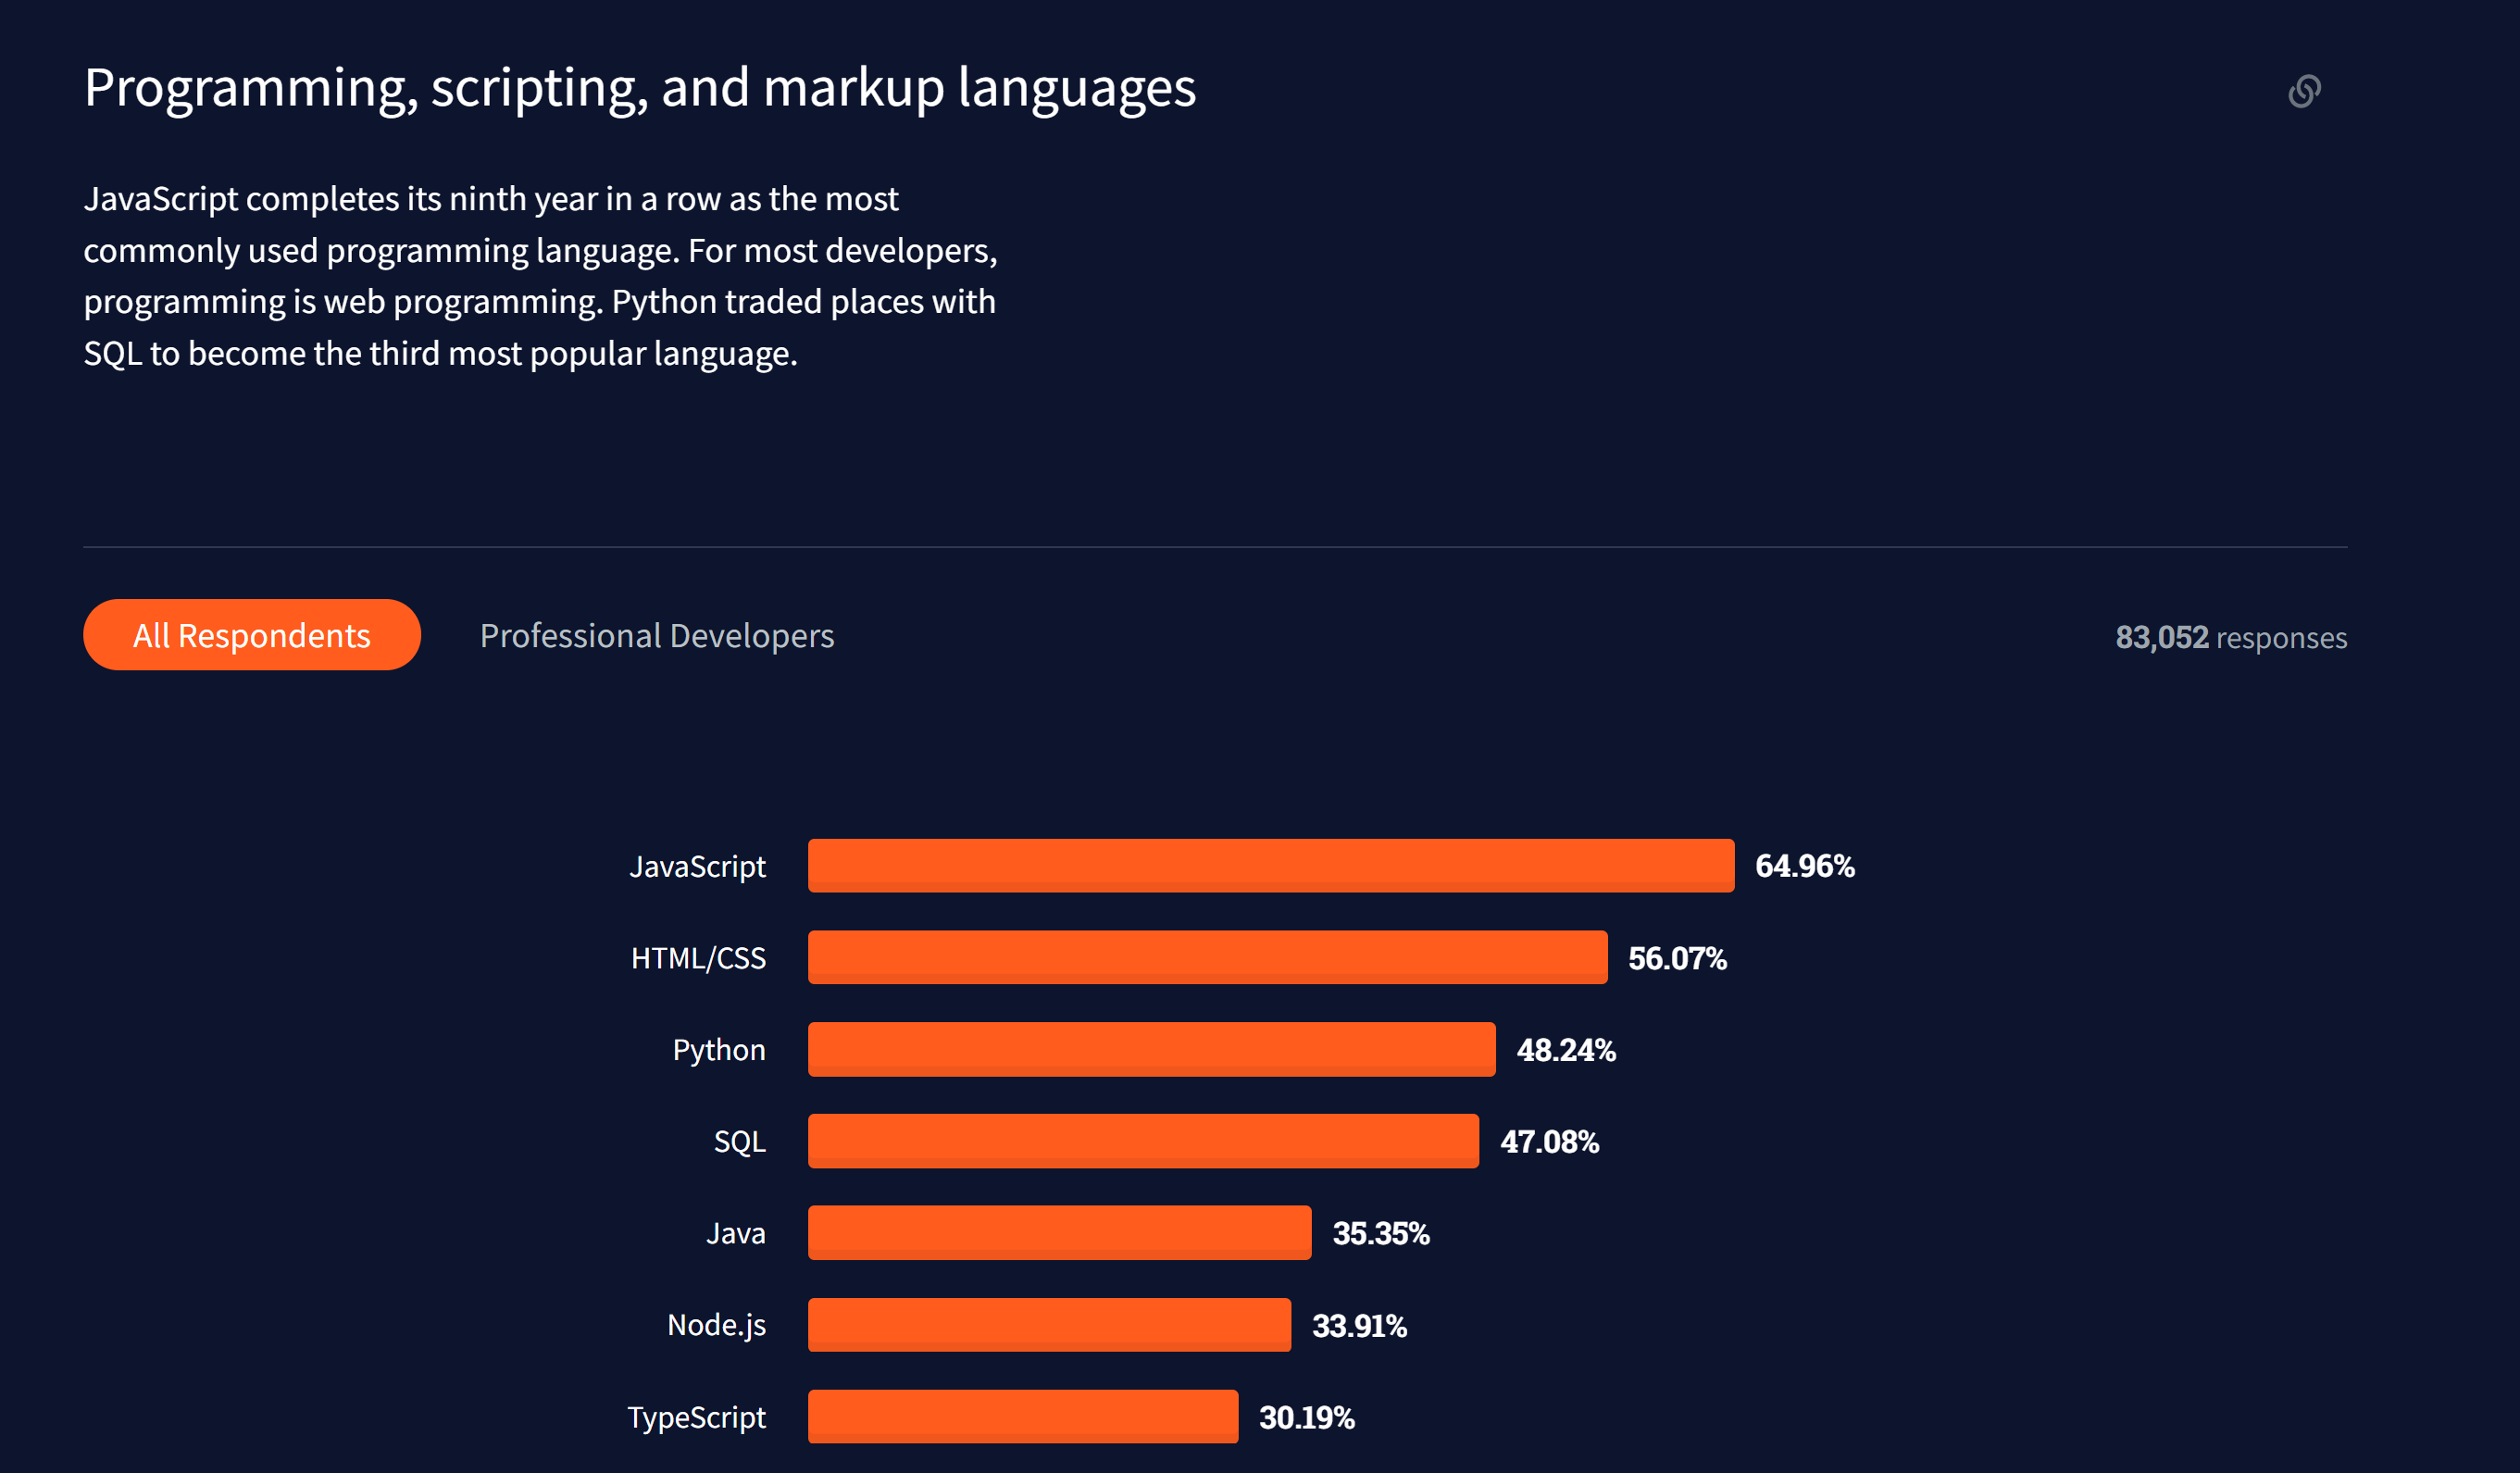 Programming, scripting, and markup languages
JavaScript completes its ninth year in a row as the most
commonly used programming language. For most developers,
programming is web programming. Python traded places with
SQL to become the third most popular language.
All Respondents
Professional Developers
83,052 responses
JavaScript 64.96%
HTML/CSS 56.07%
Python 48.24%
SQL 47.08%
Java 35.35%
Node.js 33.91%
TypeScript 30.19%